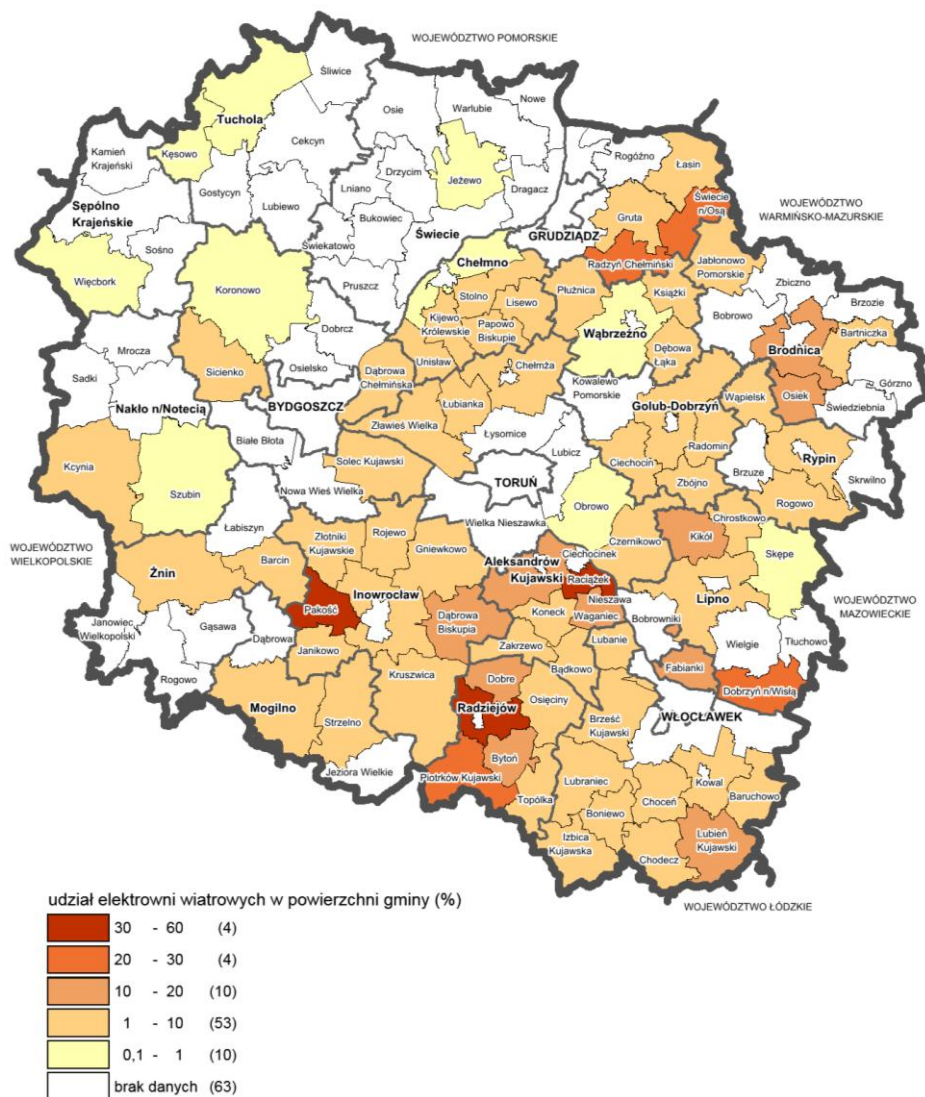 WOJEWÓDZTWO POMORSKIE
Śliwice
Tuchola
Osie
Warlubie
Nowe
Cekcyn
Kamień
Krajeński
Kęsowo
Rogóźno
Łasin
Drzycim
Jeżewo
Gostycyn
Lubiewo
Lniano
Dragacz
Świecie
n/Osą
WOJEWÓDZTWO
WARMIŃSKO-MAZURSKIE
Sępólno
Krajeńskie
Bukowiec
Gruta
Świekatowo
Świecie
GRUDZIĄDZ
Sośno
Radzyń Chełmiński
Jabłonowo
Pomorskie
Więcbork
Koronowo
Chełmno
Zbiczno
Pruszcz
Stolno
Lisewo
Płużnica
Książki
Bobrowo
Brzozie
Kijewo
Królewskie
Papowo
Biskupie
Dobrcz
Wąbrzeźno
Bartniczka
Mrocza
Dębowa
Łąka
Brodnica
Sicienko
Osielsko
Dąbrowa
Chełmińska
Unisław
Chełmża
Sadki
Kowalewo
Pomorskie
Górzno
Osiek
Wąpielsk
Świedziebnia
Nakło n/Notecią
BYDGOSZCZ
Łubianka
Golub-Dobrzyń
Zławieś Wielka
Łysomice
Białe Błota
Lubicz
Radomin
Rypin
Kcynia
Solec Kujawski
Ciechocin
Brzuze
Skrwilno
Szubin
Nowa Wieś Wielka
TORUŃ
Zbójno
Obrowo
Rogowo
Łabiszyn
Chrostkowo
Wielka Nieszawka
Złotniki
Kujawskie
Rojewo
Gniewkowo
Czernikowo
Kikół
Skępe
WOJEWÓDZTWO
WIELKOPOLSKIE
Barcin
Ciechocinek
Aleksandrów
Kujawski
Żnin
Raciążek
Inowrocław
Lipno
WOJEWÓDZTWO
MAZOWIECKIE
Pakość
Nieszawa
Koneck
Waganiec
Dąbrowa
Biskupia
Bobrowniki
Janowiec
Wielkopolski
Gąsawa
Dąbrowa
Janikowo
Zakrzewo
Lubanie
Wielgie
Tłuchowo
Rogowo
Kruszwica
Bądkowo
Fabianki
Dobre
Dobrzyń n/Wisłą
Mogilno
Osięciny
Radziejów
Strzelno
Brześć
Kujawski
WŁOCŁAWEK
Bytoń
Jeziora Wielkie
Piotrków Kujawski
Lubraniec
Kowal
Topólka
Choceń
Baruchowo
Boniewo
Izbica
Kujawska
Lubień
Kujawski
Chodecz
WOJEWÓDZTWO ŁÓDZKIE
udział elektrowni wiatrowych w powierzchni gminy (%)
30 - 60 (4)
20 - 30 (4)
10 - 20 (10)
1 - 10 (53)
0,1 - 1 (10)
brak danych (63)